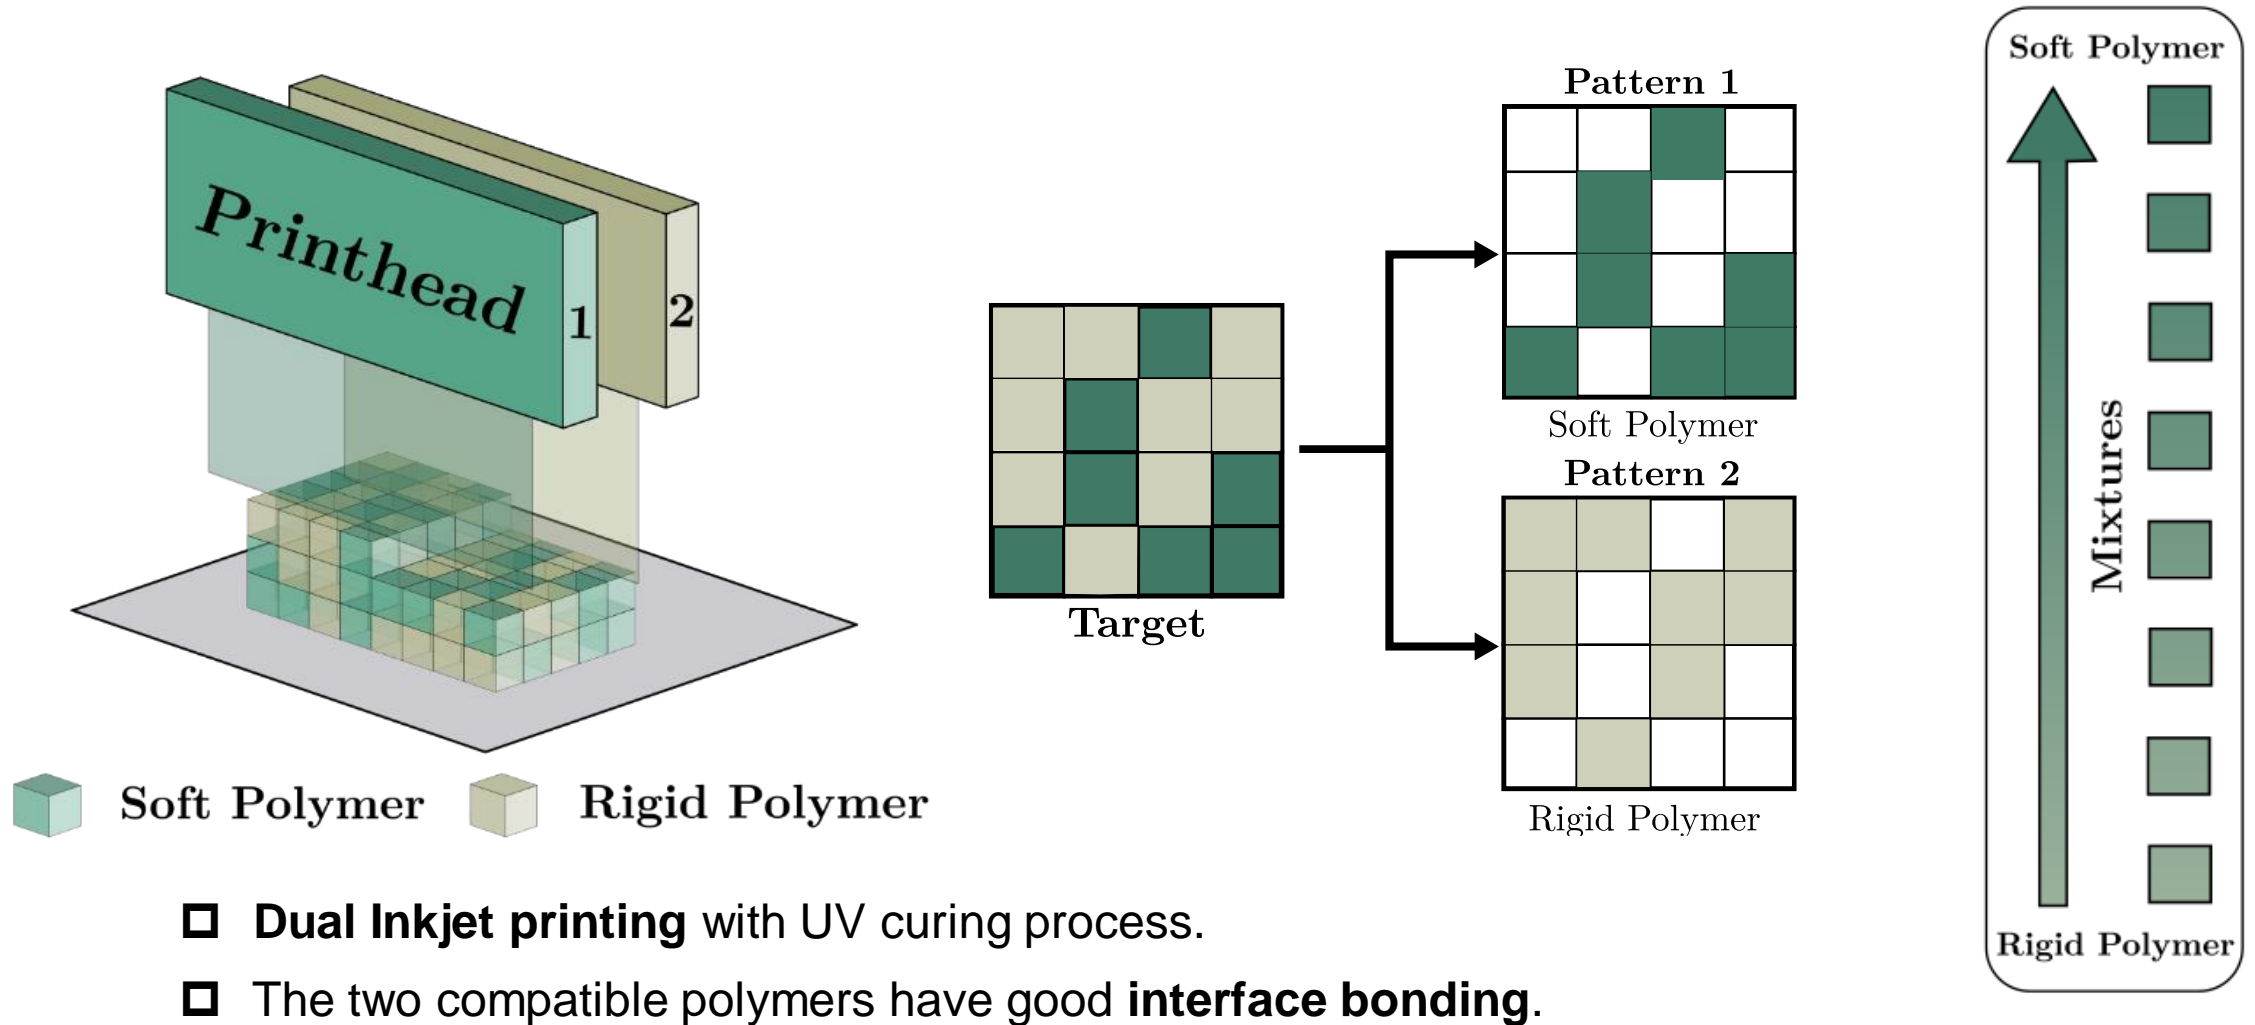 Printhead
1
2
Soft Polymer
Rigid Polymer
Target
Pattern 1
Soft Polymer
Pattern 2
Rigid Polymer
Soft Polymer
Mixtures
Rigid Polymer
Dual Inkjet printing with UV curing process.
The two compatible polymers have good interface bonding.